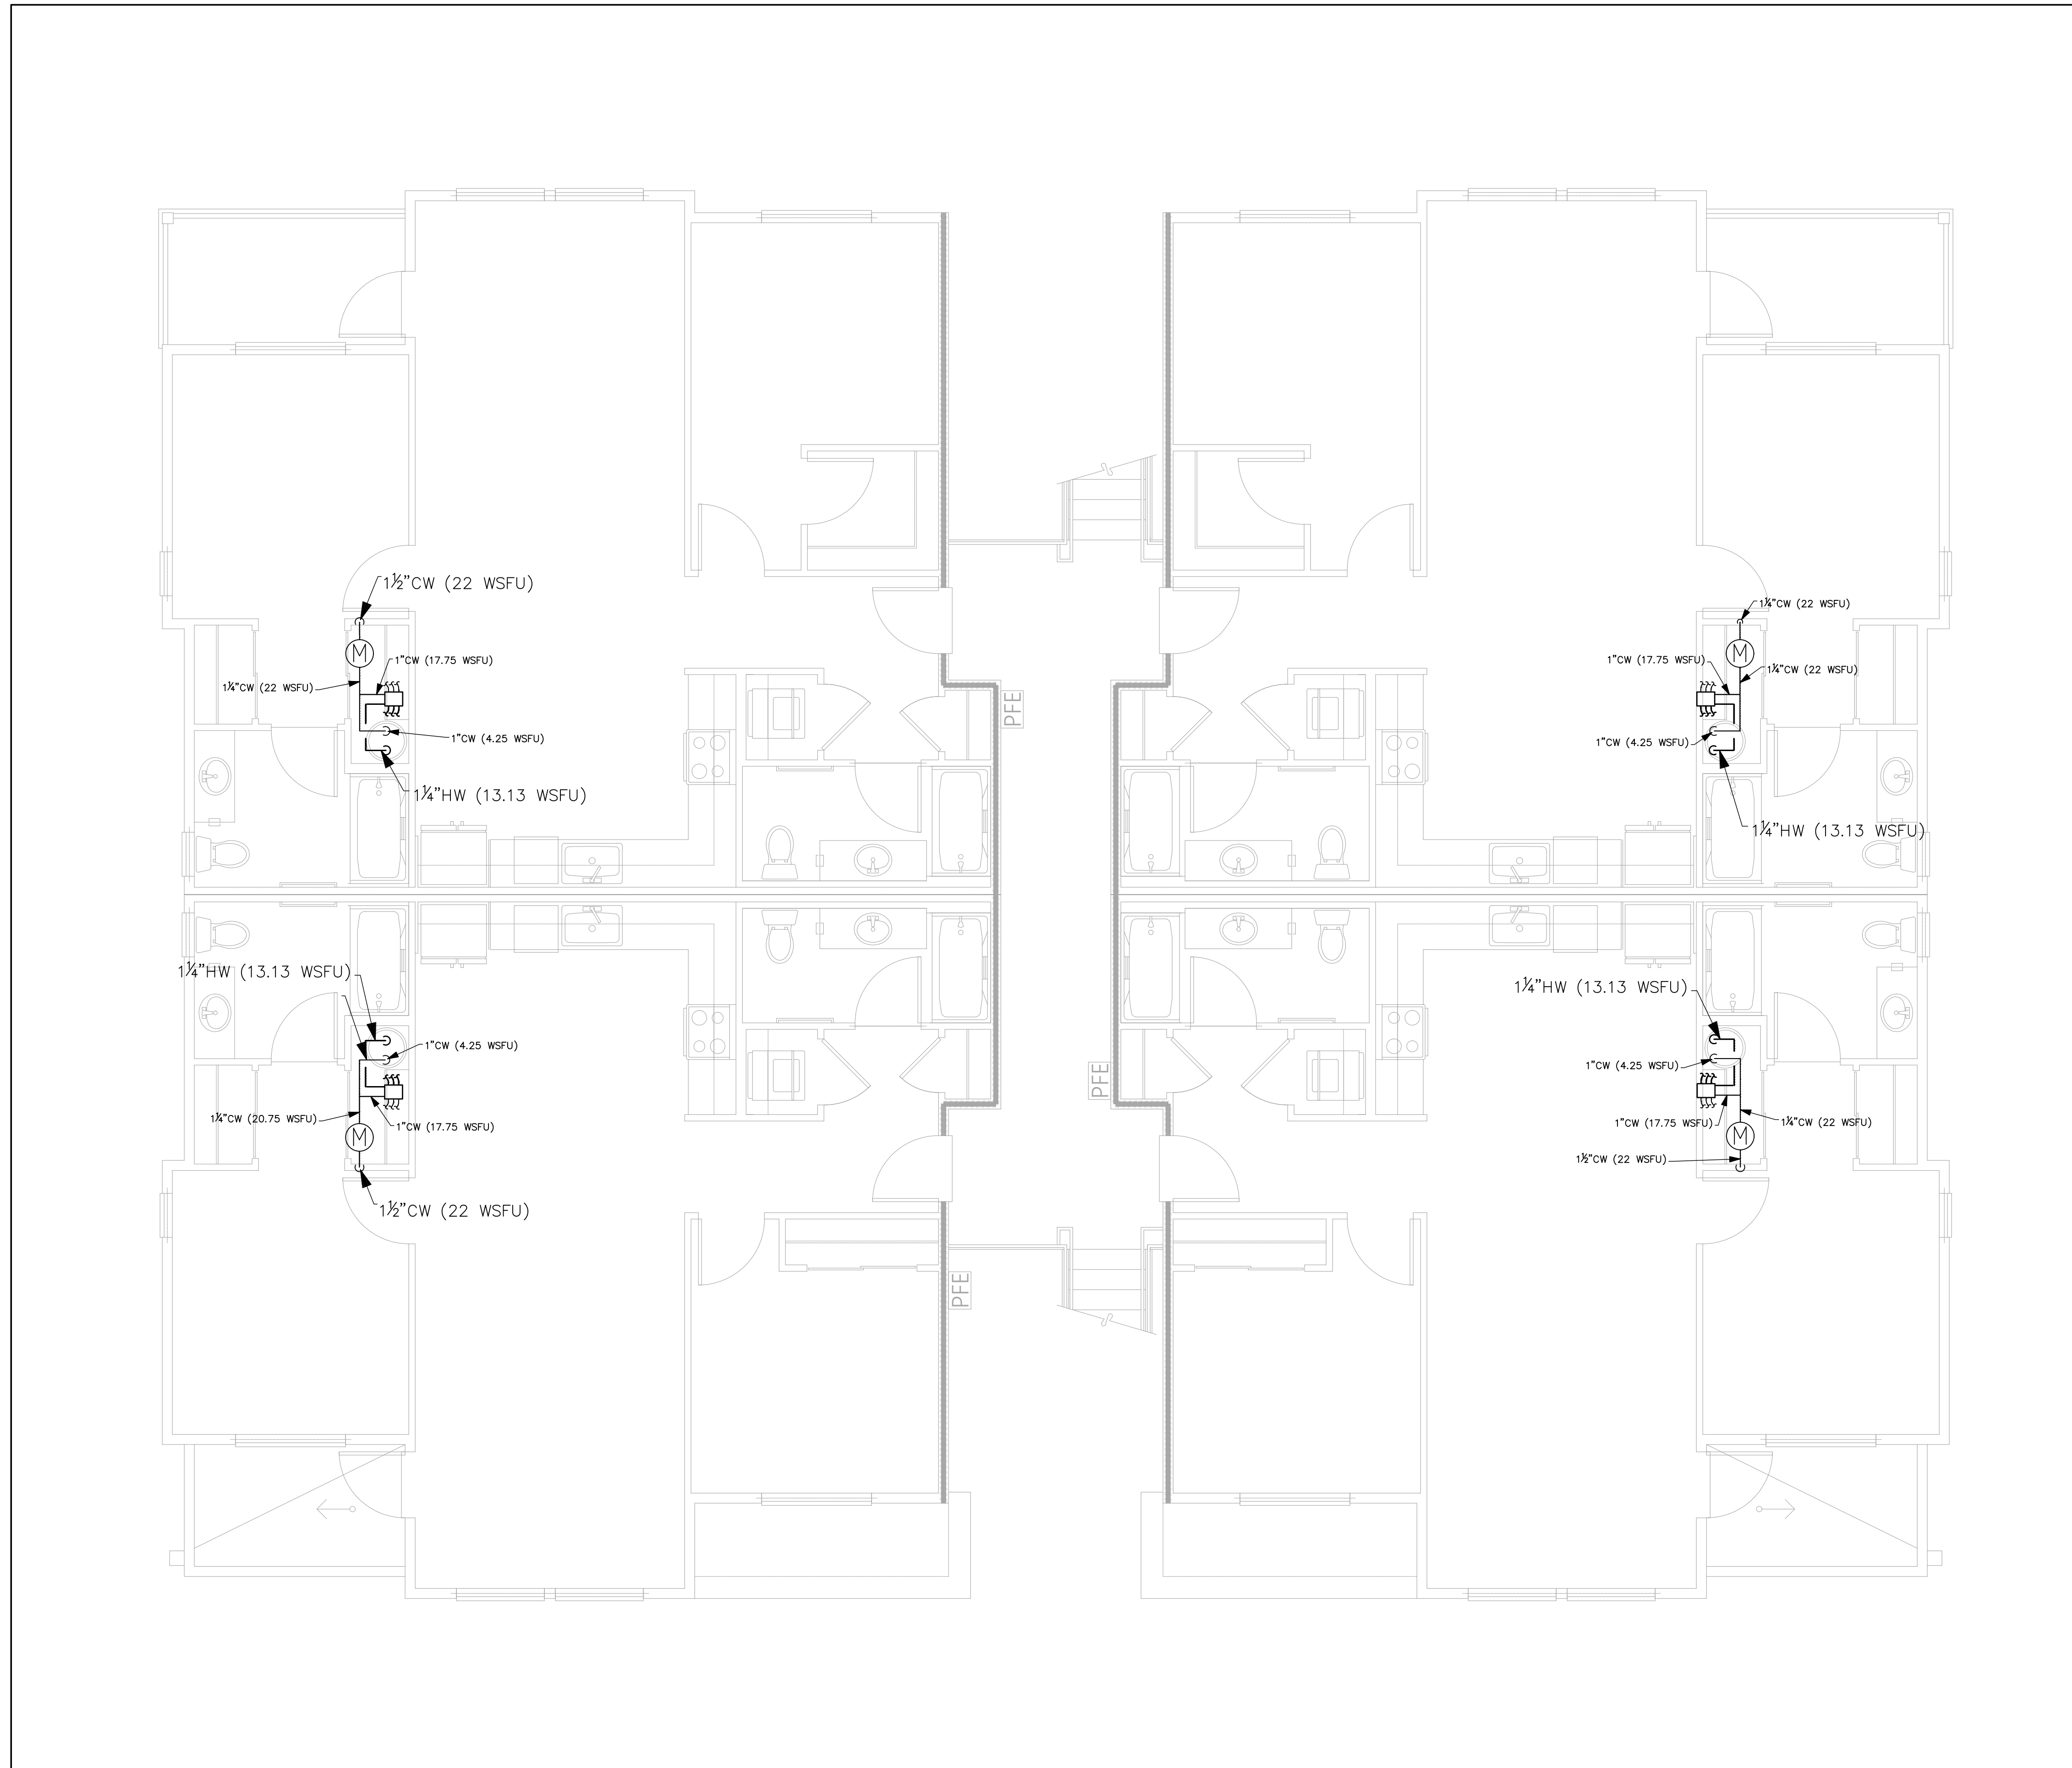 1½"CW (22 WSFU)
1"CW (17.75 WSFU)
1¼"CW (22 WSFU)
1"CW (4.25 WSFU)
1¼"HW (13.13 WSFU)
M
1¼"CW (22 WSFU)
1"CW (17.75 WSFU)
1¼"CW (22 WSFU)
1"CW (4.25 WSFU)
1¼"HW (13.13 WSFU)
M
PFE
PFE
PFE
1¼"HW (13.13 WSFU)
1"CW (4.25 WSFU)
1¼"CW (20.75 WSFU)
1"CW (17.75 WSFU)
M
1½"CW (22 WSFU)
1¼"HW (13.13 WSFU)
1"CW (4.25 WSFU)
1"CW (17.75 WSFU)
1¼"CW (22 WSFU)
M
1½"CW (22 WSFU)